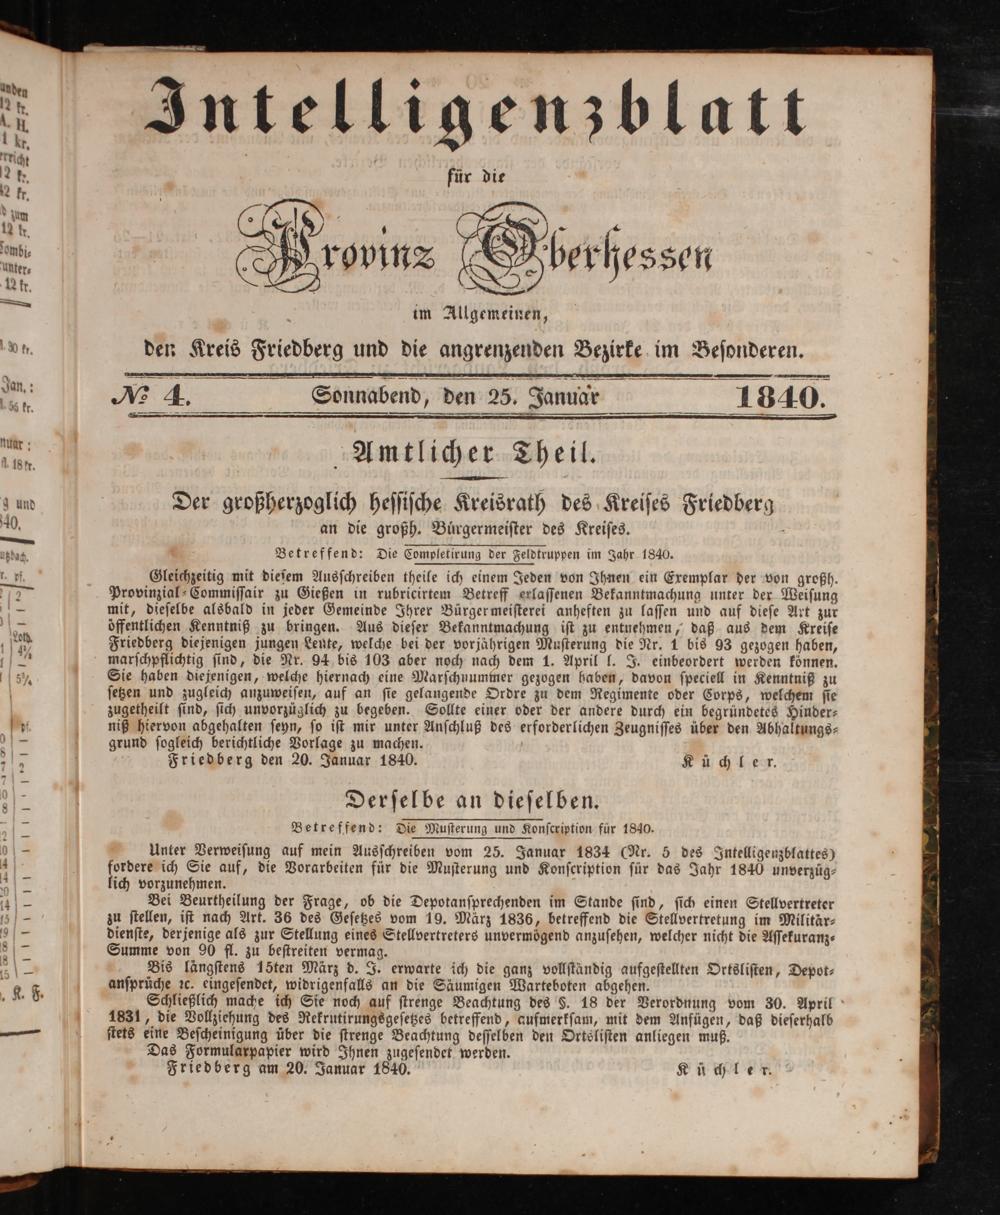 Intelligenzblatt
für die
Provinz Oberhessen
im Allgemeinen,
den Kreis Friedberg und die angrenzenden Bezirke im Besonderen.
№ 4. Sonnabend, den 25. Januar 1840.
Amtlicher Theil.
Der großherzoglich hessische Kreisrath des Kreises Friedberg
an die großh. Bürgermeister des Kreises.
Betreffend: Die Completirung der Feldtruppen im Jahr 1840.
Gleichzeitig mit diesem Ausschreiben theile ich einem Jeden von Ihnen ein Exemplar der von großh.
Provinzial-Commissair zu Gießen in rubricirtem Betreff erlassenen Bekanntmachung unter der Weisung
mit, dieselbe alsbald in jeder Gemeinde Ihrer Bürgermeisterei anheften zu lassen und auf diese Art zur
öffentlichen Kenntniß zu bringen. Aus dieser Bekanntmachung ist zu entnehmen, daß aus dem Kreise
Friedberg diejenigen jungen Leute, welche bei der vorjährigen Musterung die Nr. 1 bis 93 gezogen haben,
marschpflichtig sind, die Nr. 94 bis 103 aber noch nach dem 1. April l. J. einbeordert werden können.
Sie haben diejenigen, welche hiernach eine Marschnummer gezogen haben, davon speciell in Kenntniß zu
setzen und zugleich anzuweisen, auf an sie gelangende Ordre zu dem Regimente oder Corps, welchem sie
zugetheilt sind, sich unvorzüglich zu begeben. Sollte einer oder der andere durch ein begründetes Hinder-
niß hiervon abgehalten seyn, so ist mir unter Anschluß des erforderlichen Zeugnisses über den Abhaltungs-
grund sogleich berichtliche Vorlage zu machen.
Friedberg den 20. Januar 1840. Küchler.
Derselbe an dieselben.
Betreffend: Die Musterung und Konscription für 1840.
Unter Verweisung auf mein Ausschreiben vom 25. Januar 1834 (Nr. 5 des Intelligenzblattes)
fordere ich Sie auf, die Vorarbeiten für die Musterung und Konscription für das Jahr 1840 unverzüg-
lich vorzunehmen.
Bei Beurtheilung der Frage, ob die Depotansprechenden im Stande sind, sich einen Stellvertreter
zu stellen, ist nach Art. 36 des Gesetzes vom 19. März 1836, betreffend die Stellvertretung im Militär-
dienste, derjenige als zur Stellung eines Stellvertreters unvermögend anzusehen, welcher nicht die Assekuranz-
Summe von 90 fl. zu bestreiten vermag.
Bis längstens 15ten März d. J. erwarte ich die ganz vollständig aufgestellten Ortslisten, Depot-
ansprüche ꝛc. eingesendet, widrigenfalls an die Säumigen Warteboten abgehen.
Schließlich mache ich Sie noch auf strenge Beachtung des §. 18 der Verordnung vom 30. April
1831, die Vollziehung des Rekrutirungsgesetzes betreffend, aufmerksam, mit dem Anfügen, daß dieserhalb
stets eine Bescheinigung über die strenge Beachtung desselben den Ortslisten anliegen muß.
Das Formularpapier wird Ihnen zugesendet werden.
Friedberg am 20. Januar 1840. Küchler.